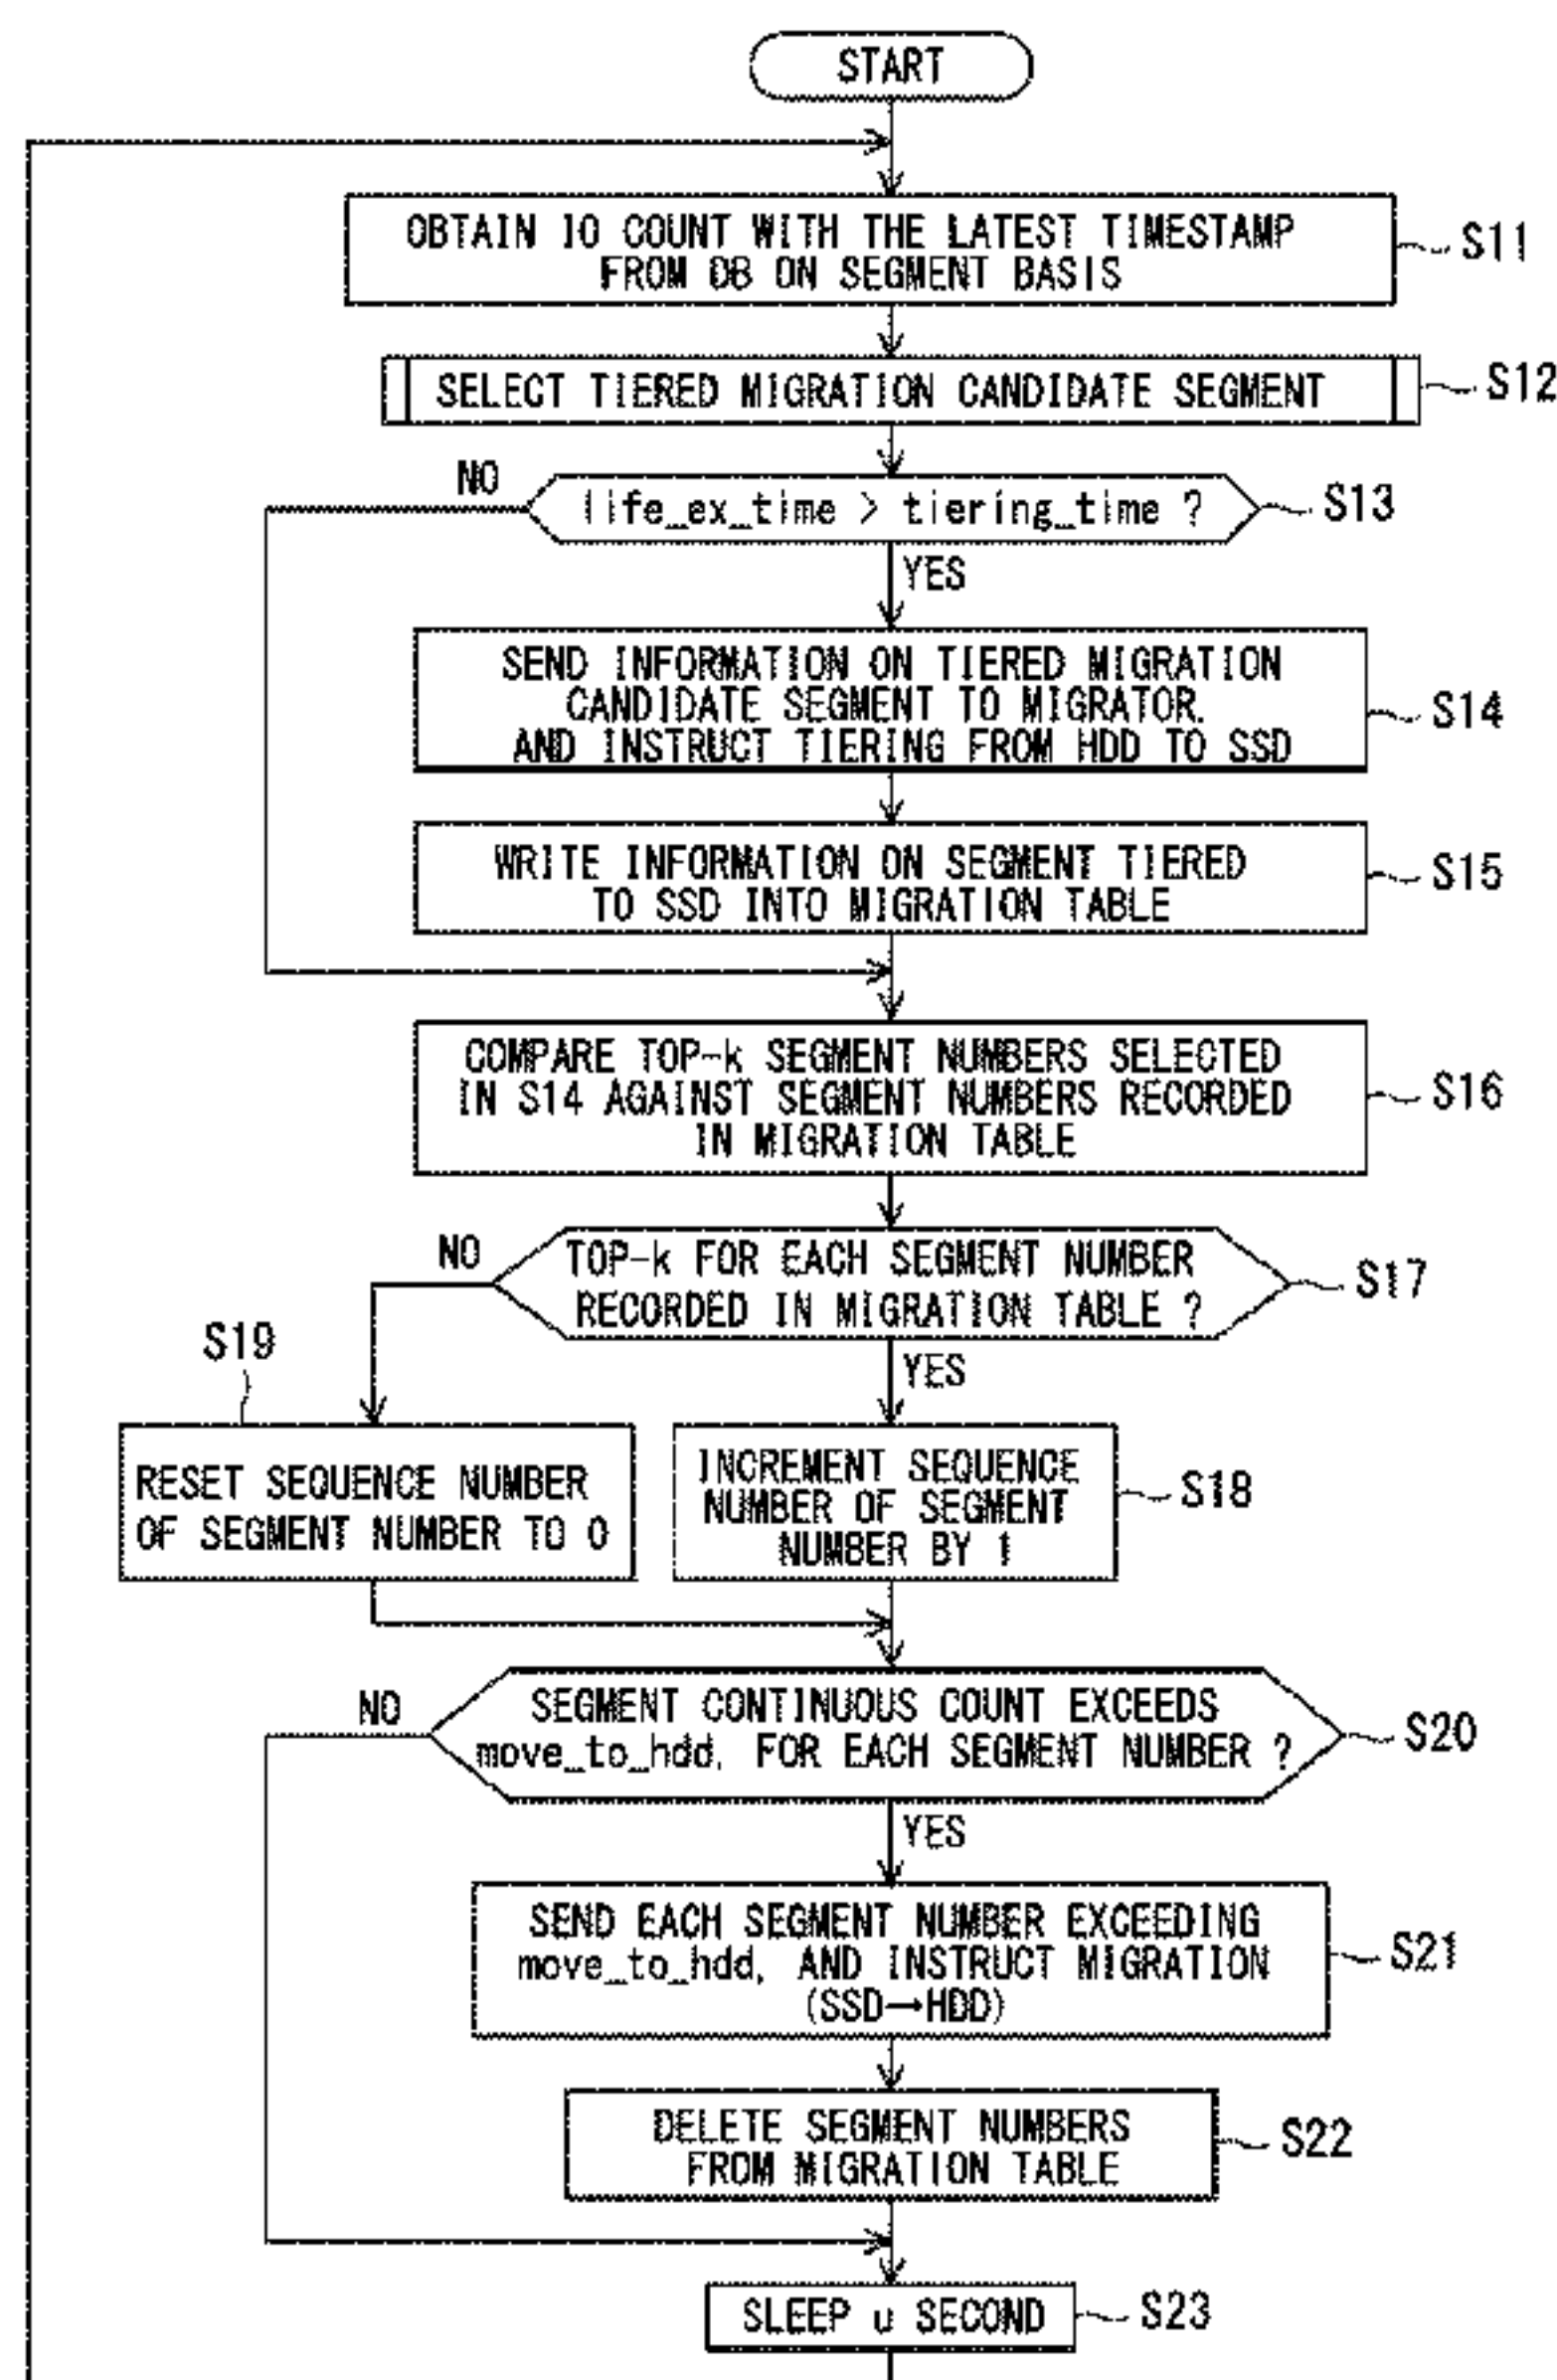 START
OBTAIN IO COUNT WITH THE LATEST TIMESTAMP
FROM DB ON SEGMENT BASIS
S11
SELECT TIERED MIGRATION CANDIDATE SEGMENT
S12
NO
life_ex_time > tiering_time ?
S13
YES
SEND INFORMATION ON TIERED MIGRATION
CANDIDATE SEGMENT TO MIGRATOR,
AND INSTRUCT TIERING FROM HDD TO SSD
S14
WRITE INFORMATION ON SEGMENT TIERED
TO SSD INTO MIGRATION TABLE
S15
COMPARE TOP-k SEGMENT NUMBERS SELECTED
IN S14 AGAINST SEGMENT NUMBERS RECORDED
IN MIGRATION TABLE
S16
NO
TOP-k FOR EACH SEGMENT NUMBER
RECORDED IN MIGRATION TABLE ?
S17
S19
YES
RESET SEQUENCE NUMBER
OF SEGMENT NUMBER TO 0
INCREMENT SEQUENCE
NUMBER OF SEGMENT
NUMBER BY 1
S18
NO
SEGMENT CONTINUOUS COUNT EXCEEDS
move_to_hdd, FOR EACH SEGMENT NUMBER ?
S20
YES
SEND EACH SEGMENT NUMBER EXCEEDING
move_to_hdd, AND INSTRUCT MIGRATION
(SSD→HDD)
S21
DELETE SEGMENT NUMBERS
FROM MIGRATION TABLE
S22
SLEEP u SECOND
S23